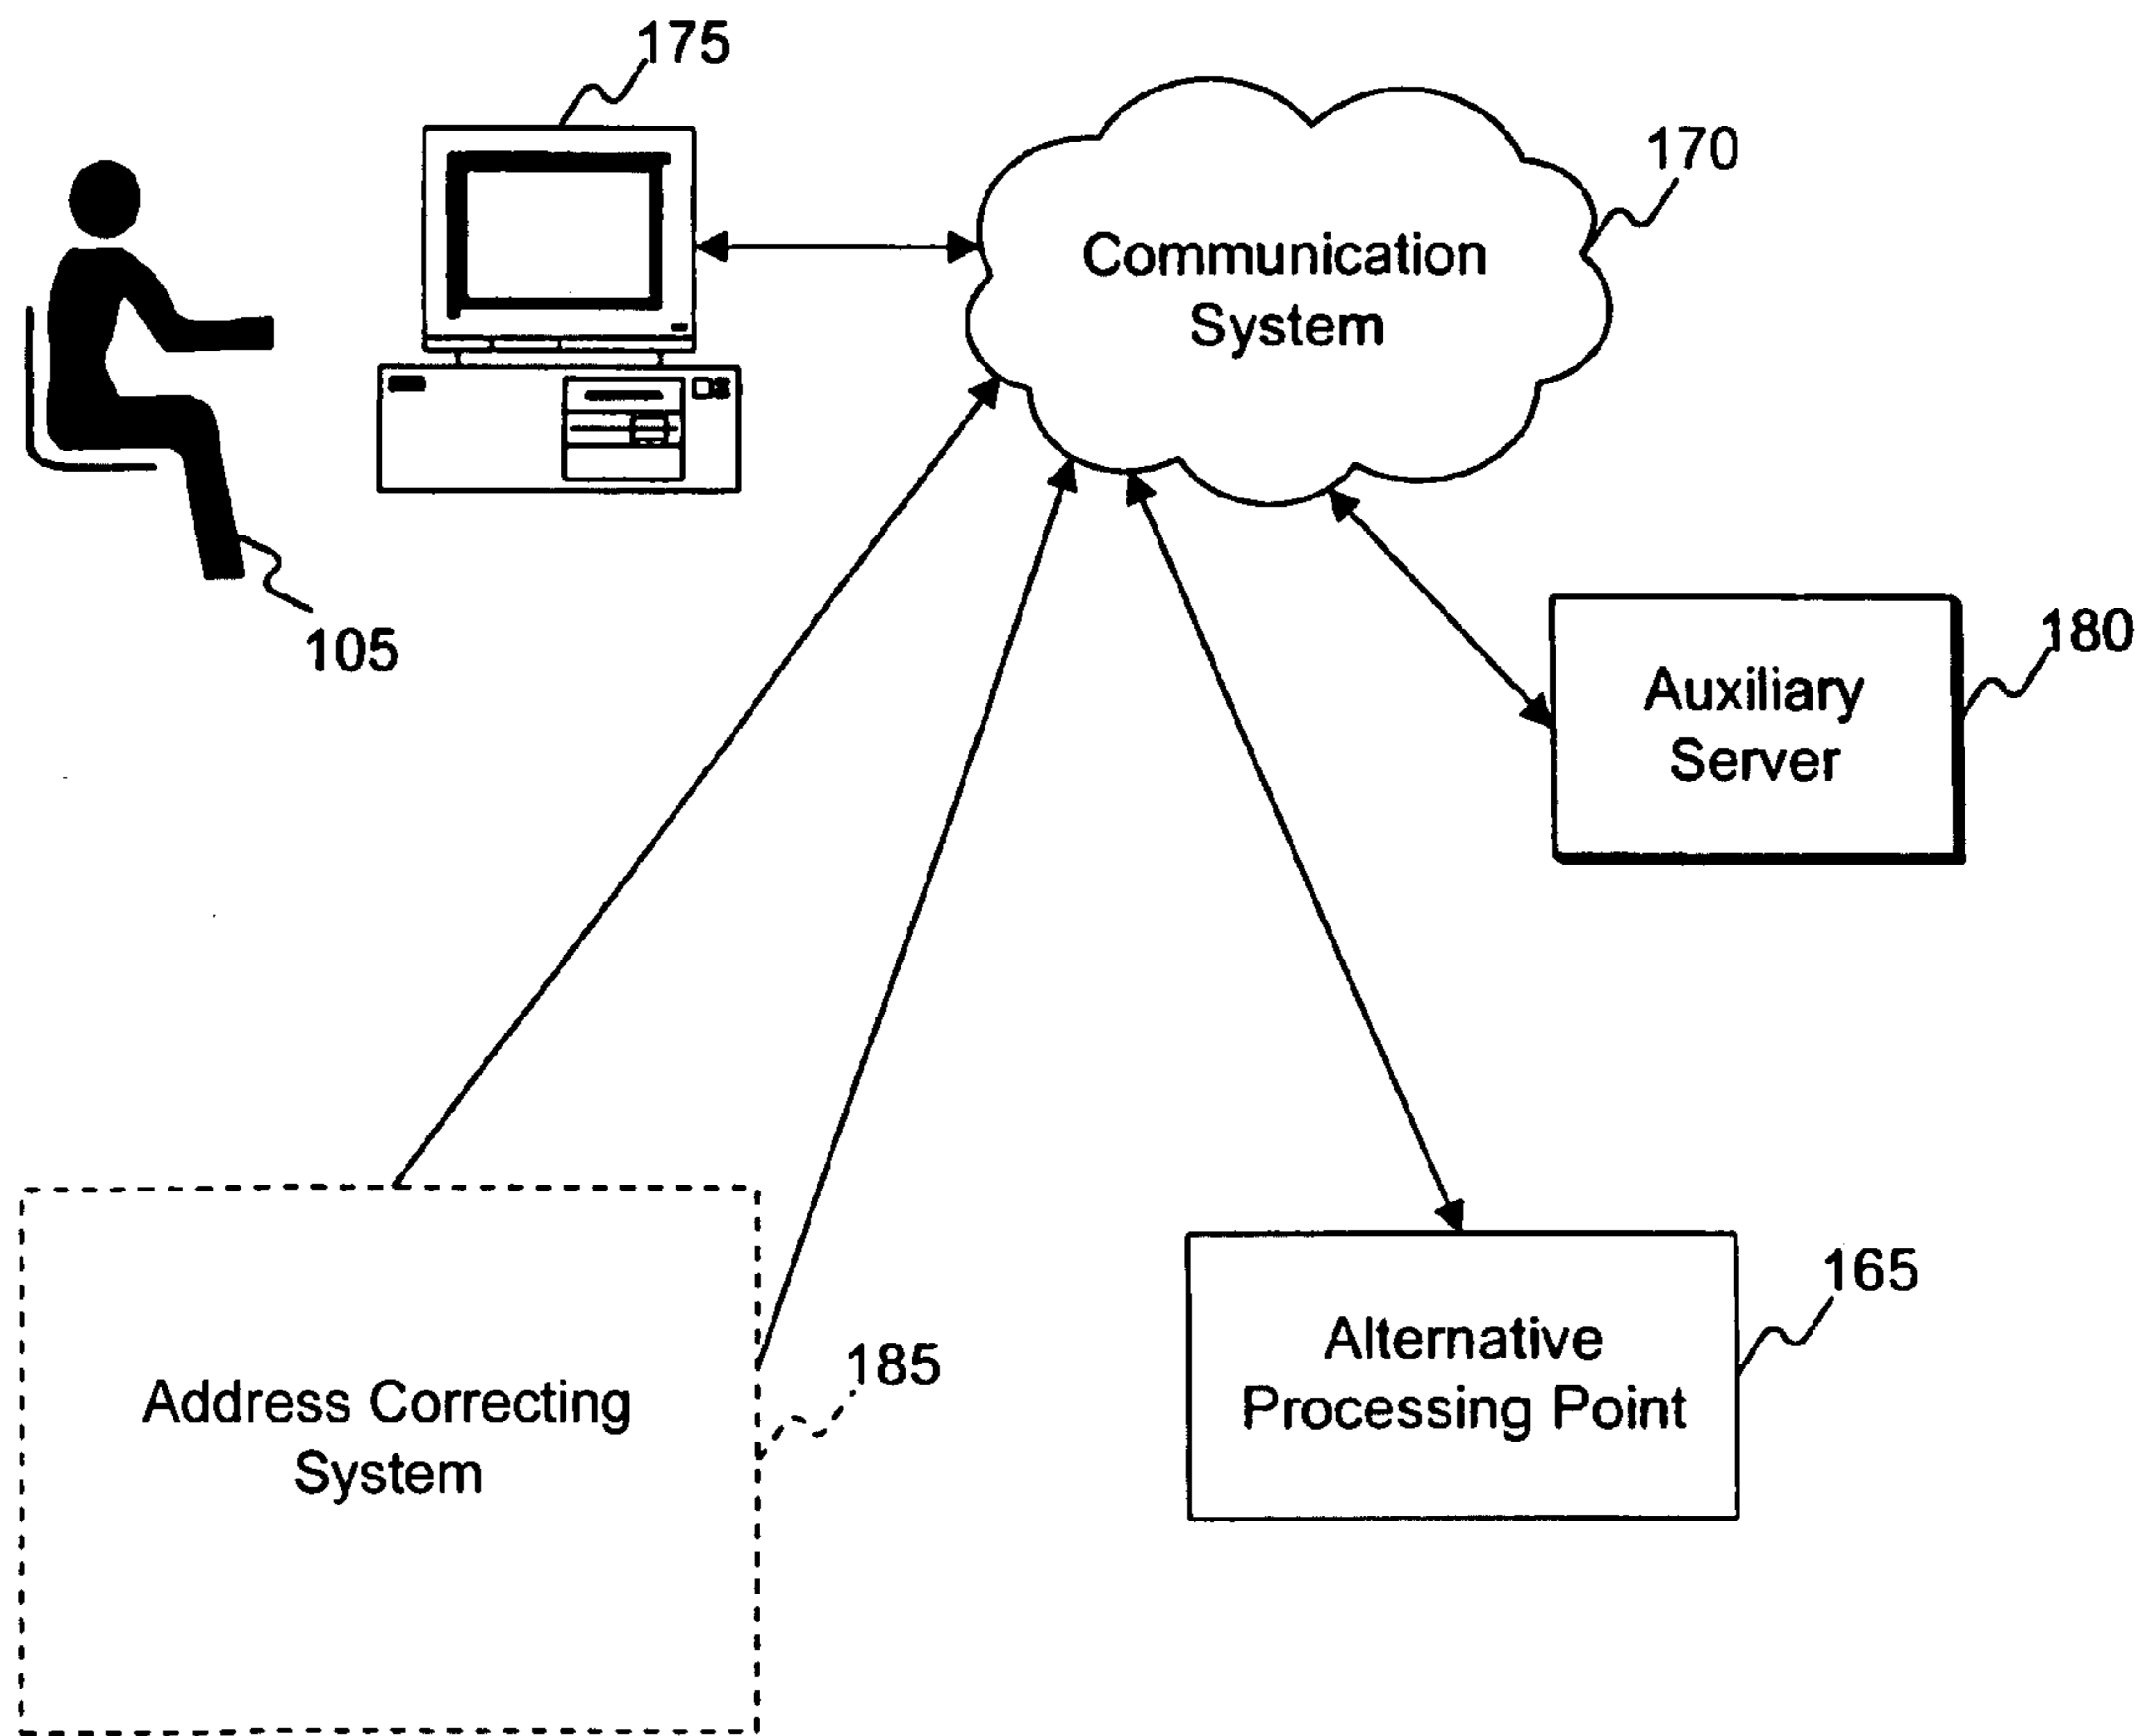 175
170
Communication
System
105
180
Auxiliary
Server
185
165
Address Correcting
System
Alternative
Processing Point